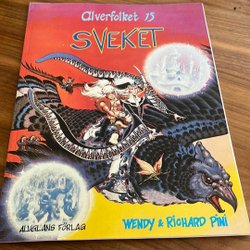 Alverfolket 15
SVEKET
ALVGLANS FÖRLAG
WENDY & RICHARD PINI